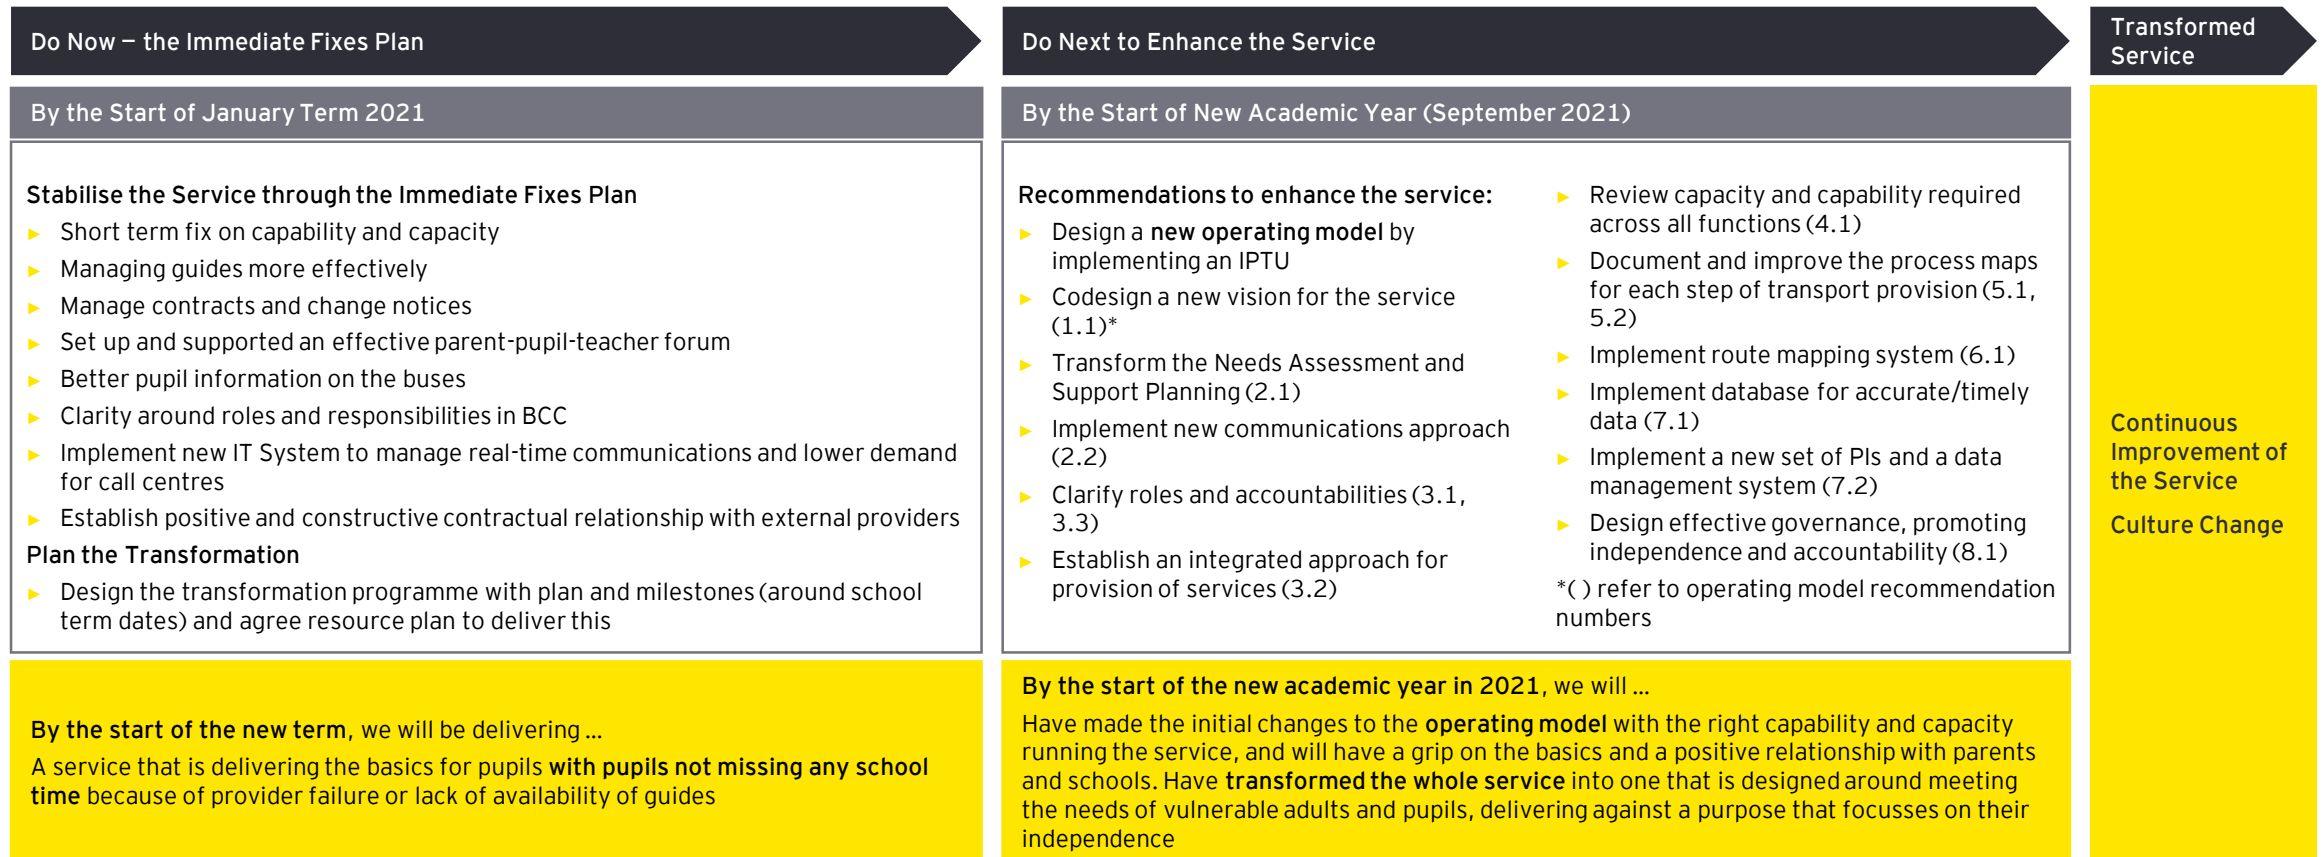 Do Now – the Immediate Fixes Plan
By the Start of January Term 2021
Stabilise the Service through the Immediate Fixes Plan
► Short term fix on capability and capacity
► Managing guides more effectively
► Manage contracts and change notices
► Set up and supported an effective parent-pupil-teacher forum
► Better pupil information on the buses
► Clarity around roles and responsibilities in BCC
► Implement new IT System to manage real-time communications and lower demand
for call centres
► Establish positive and constructive contractual relationship with external providers
Plan the Transformation
► Design the transformation programme with plan and milestones (around school
term dates) and agree resource plan to deliver this
By the start of the new term, we will be delivering ...
A service that is delivering the basics for pupils with pupils not missing any school
time because of provider failure or lack of availability of guides
Do Next to Enhance the Service
By the Start of New Academic Year (September 2021)
Recommendations to enhance the service:
► Design a new operating model by
implementing an IPTU
► Codesign a new vision for the service
(1.1)*
► Transform the Needs Assessment and
Support Planning (2.1)
► Implement new communications approach
(2.2)
► Clarify roles and accountabilities (3.1,
3.3)
► Establish an integrated approach for
provision of services (3.2)
► Review capacity and capability required
across all functions (4.1)
► Document and improve the process maps
for each step of transport provision (5.1,
5.2)
► Implement route mapping system (6.1)
► Implement database for accurate/timely
data (7.1)
► Implement a new set of PIs and a data
management system (7.2)
► Design effective governance, promoting
independence and accountability (8.1)
*( ) refer to operating model recommendation
numbers
By the start of the new academic year in 2021, we will ...
Have made the initial changes to the operating model with the right capability and capacity
running the service, and will have a grip on the basics and a positive relationship with parents
and schools. Have transformed the whole service into one that is designed around meeting
the needs of vulnerable adults and pupils, delivering against a purpose that focusses on their
independence
Transformed
Service
Continuous
Improvement of
the Service
Culture Change